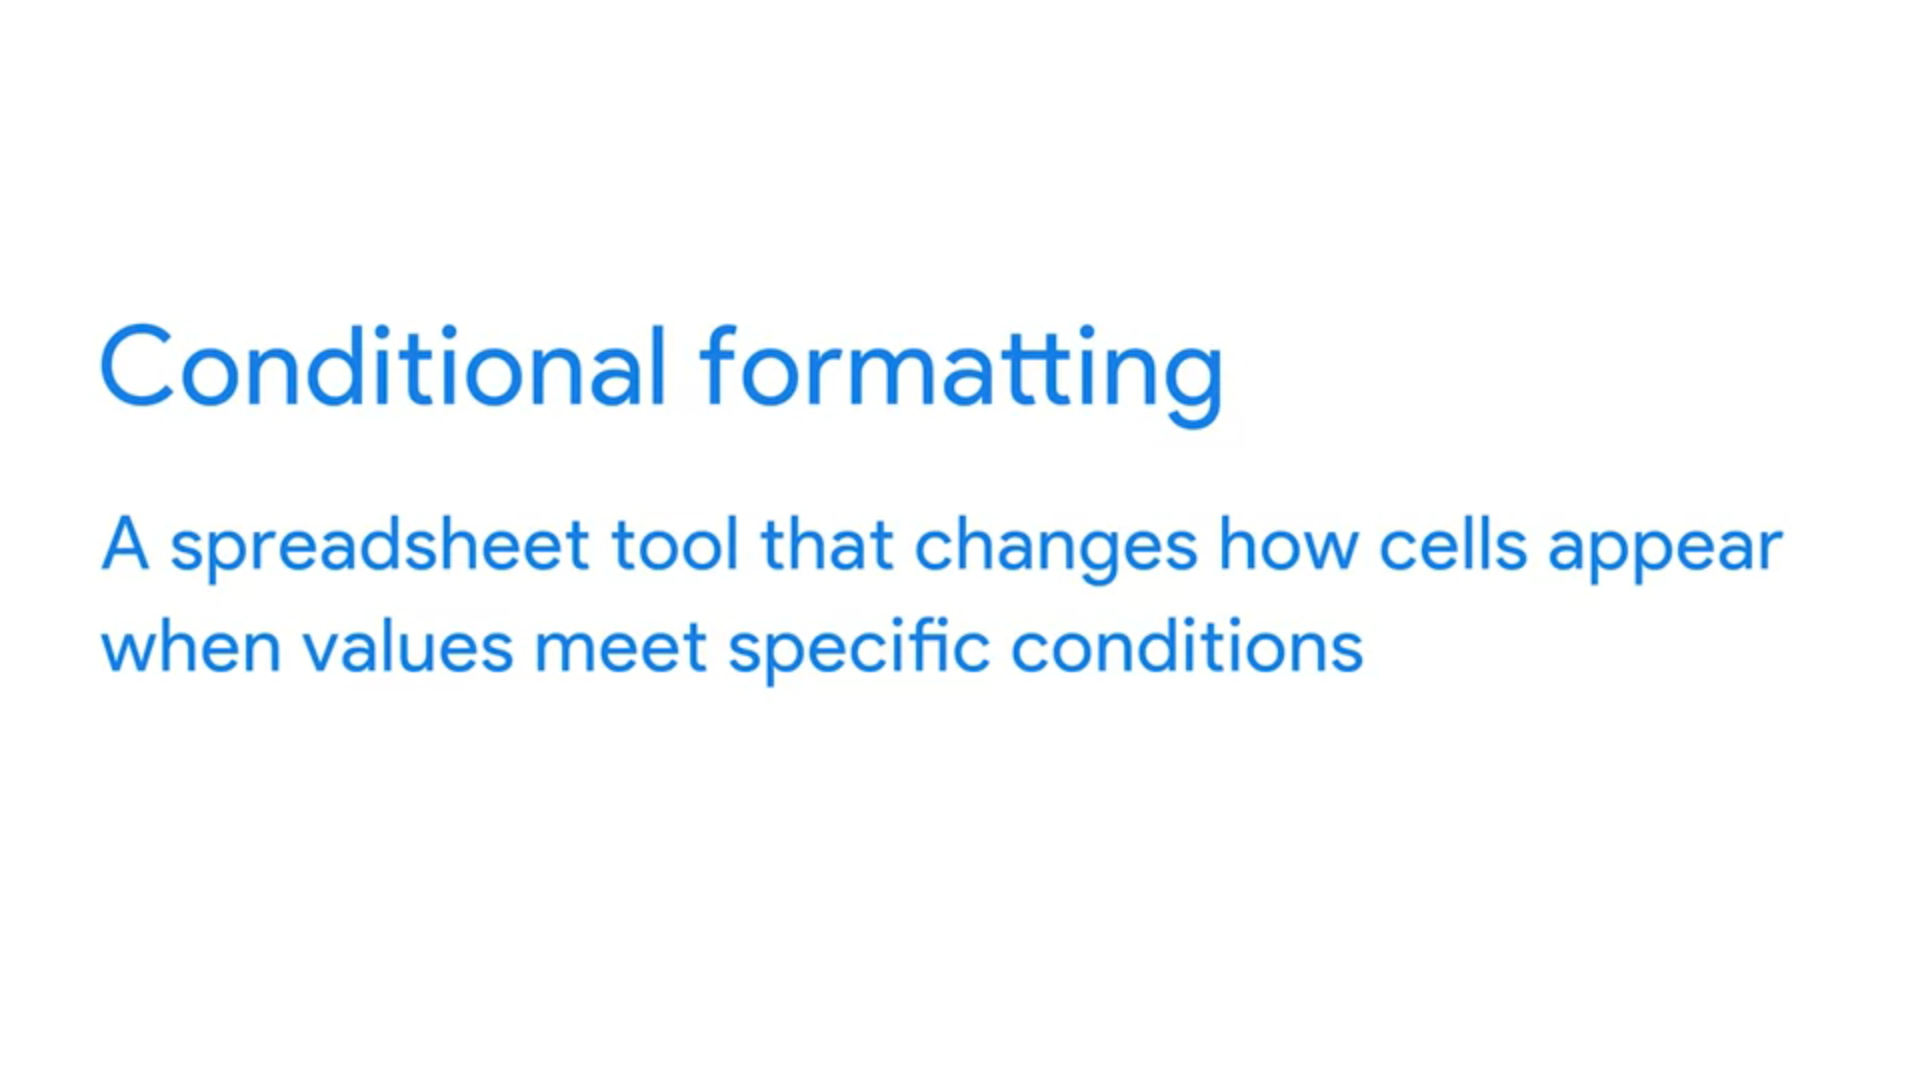 Conditional formatting
A spreadsheet tool that changes how cells appear
when values meet specific conditions